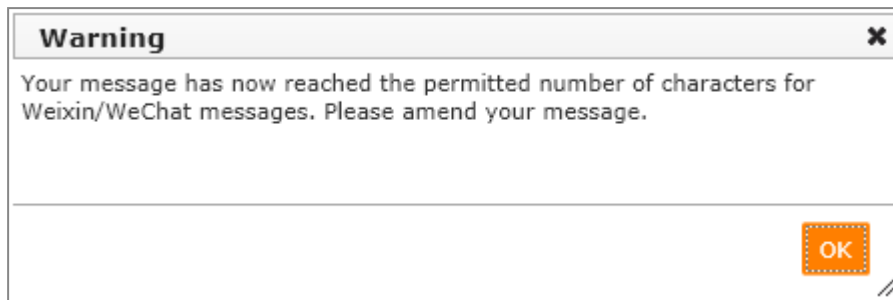 Warning
Your message has now reached the permitted number of characters for
Weixin/WeChat messages. Please amend your message.
OK